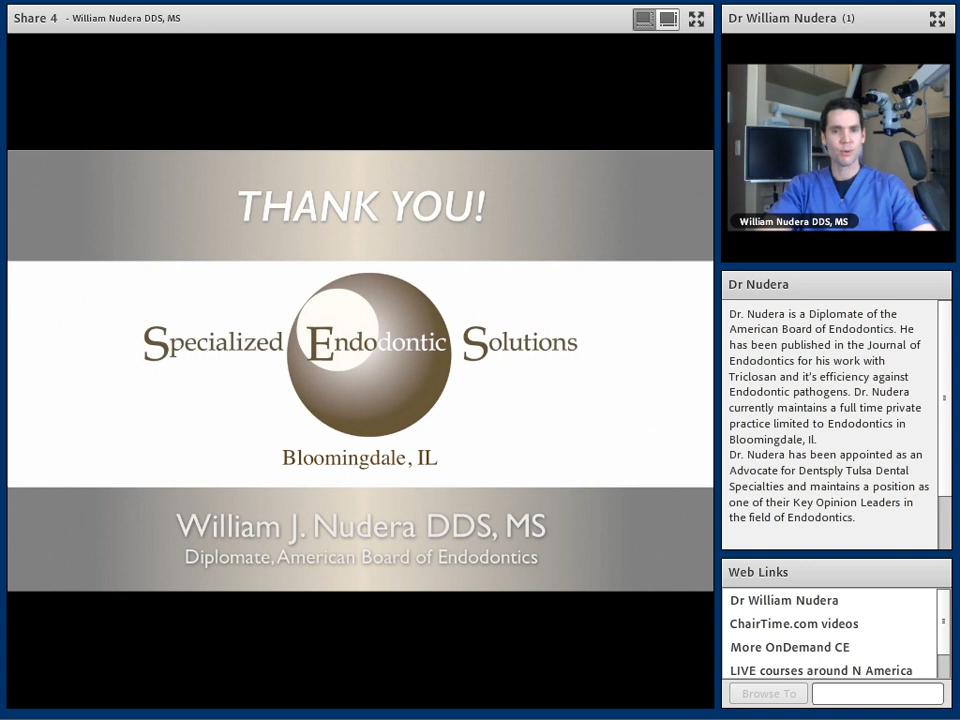 Share 4 - William Nudera DDS, MS
THANK YOU!
Specialized Endodontic Solutions
Bloomingdale, IL
William J. Nudera DDS, MS
Diplomate, American Board of Endodontics
Dr William Nudera (1)
William Nudera DDS, MS
Dr Nudera
Dr. Nudera is a Diplomate of the
American Board of Endodontics. He
has been published in the Journal of
Endodontics for his work with
Triclosan and it's efficiency against
Endodontic pathogens. Dr. Nudera
currently maintains a full time private
practice limited to Endodontics in
Bloomingdale, Il.
Dr. Nudera has been appointed as an
Advocate for Dentsply Tulsa Dental
Specialties and maintains a position as
one of their Key Opinion Leaders in
the field of Endodontics.
Web Links
Dr William Nudera
ChairTime.com videos
More OnDemand CE
LIVE courses around N America
Browse To